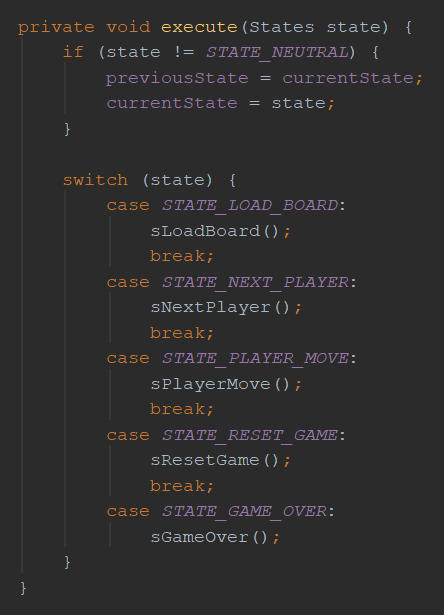 private void execute(States state) {
    if (state != STATE_NEUTRAL) {
        previousState = currentState;
        currentState = state;
    }

    switch (state) {
        case STATE_LOAD_BOARD:
            sLoadBoard();
            break;
        case STATE_NEXT_PLAYER:
            sNextPlayer();
            break;
        case STATE_PLAYER_MOVE:
            sPlayerMove();
            break;
        case STATE_RESET_GAME:
            sResetGame();
            break;
        case STATE_GAME_OVER:
            sGameOver();
    }
}